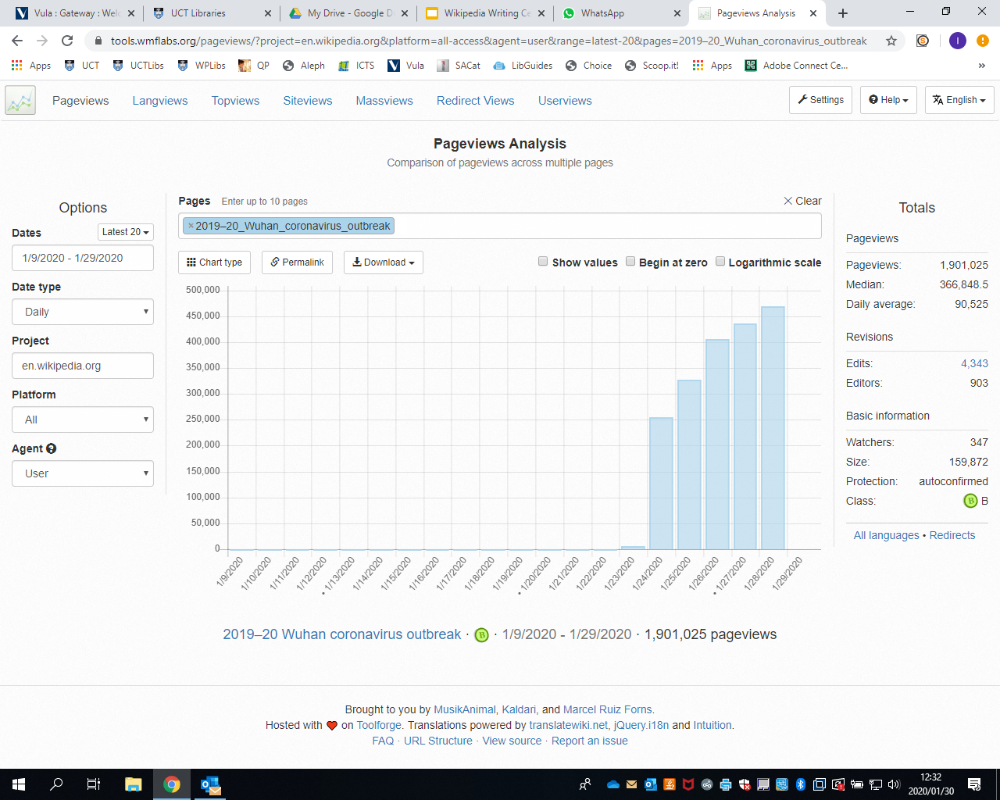 Vula : Gateway : Welc
UCT Libraries
My Drive - Google D
Wikipedia Writing Ce
WhatsApp
Pageviews Analysis
tools.wmflabs.org/pageviews/?project=en.wikipedia.org&platform=all-access&agent=user&range=latest-20&pages=2019–20_Wuhan_coronavirus_outbreak
Apps UCT UCTLibs WPLibs QP Aleph ICTS Vula SACat LibGuides Choice Scoop.it! Apps Adobe Connect Ce... »
Pageviews Langviews Topviews Siteviews Massviews Redirect Views Userviews Settings Help English
Pageviews Analysis
Comparison of pageviews across multiple pages
Options
Dates Latest 20
1/9/2020 - 1/29/2020
Date type
Daily
Project
en.wikipedia.org
Platform
All
Agent
User
Pages Enter up to 10 pages Clear
× 2019–20_Wuhan_coronavirus_outbreak
Chart type Permalink Download Show values Begin at zero Logarithmic scale
500,000
450,000
400,000
350,000
300,000
250,000
200,000
150,000
100,000
50,000
0
1/9/2020 1/10/2020 1/11/2020 1/12/2020 1/13/2020 1/14/2020 1/15/2020 1/16/2020 1/17/2020 1/18/2020 1/19/2020 1/20/2020 1/21/2020 1/22/2020 1/23/2020 1/24/2020 1/25/2020 1/26/2020 1/27/2020 1/28/2020 1/29/2020
Totals
Pageviews
Pageviews: 1,901,025
Median: 366,848.5
Daily average: 90,525
Revisions
Edits: 4,343
Editors: 903
Basic information
Watchers: 347
Size: 159,872
Protection: autoconfirmed
Class: B B
All languages • Redirects
2019–20 Wuhan coronavirus outbreak · B · 1/9/2020 - 1/29/2020 · 1,901,025 pageviews
Brought to you by MusikAnimal, Kaldari, and Marcel Ruiz Forns.
Hosted with ♥ on Toolforge. Translations powered by translatewiki.net, jQuery.i18n and Intuition.
FAQ · URL Structure · View source · Report an issue
12:32
2020/01/30